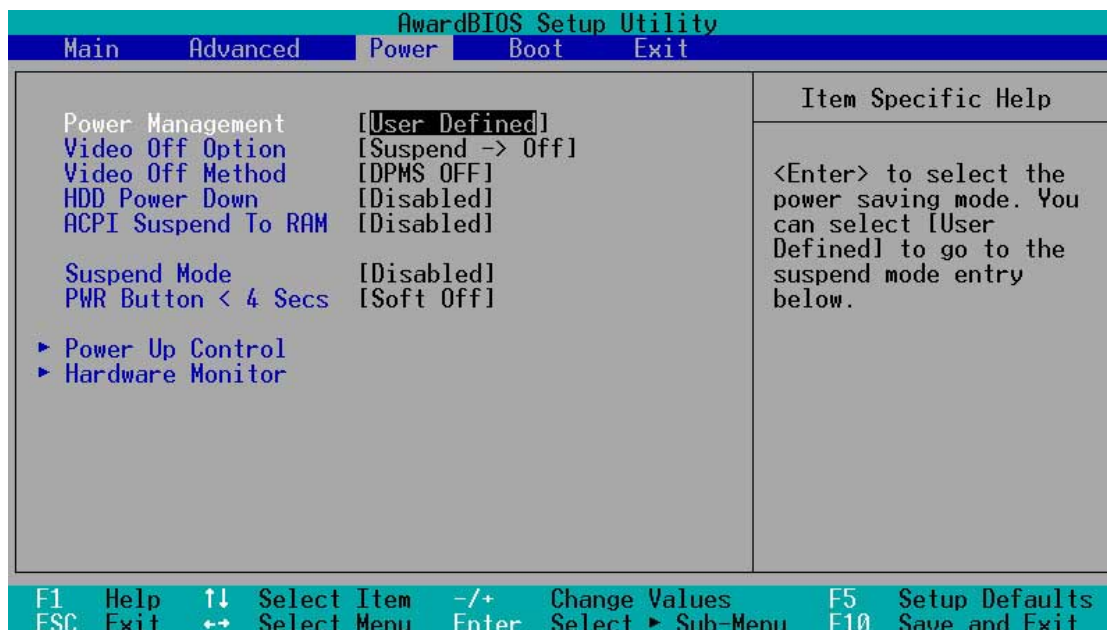 AwardBIOS Setup Utility
Main Advanced Power Boot Exit
Item Specific Help
Power Management [User Defined]
Video Off Option [Suspend -> Off]
Video Off Method [DPMS OFF]
HDD Power Down [Disabled]
ACPI Suspend To RAM [Disabled]
Suspend Mode [Disabled]
PWR Button < 4 Secs [Soft Off]
▸ Power Up Control
▸ Hardware Monitor
<Enter> to select the
power saving mode. You
can select [User
Defined] to go to the
suspend mode entry
below.
F1 Help ↑↓ Select Item -/+ Change Values F5 Setup Defaults
ESC Exit ←→ Select Menu Enter Select ▸ Sub-Menu F10 Save and Exit